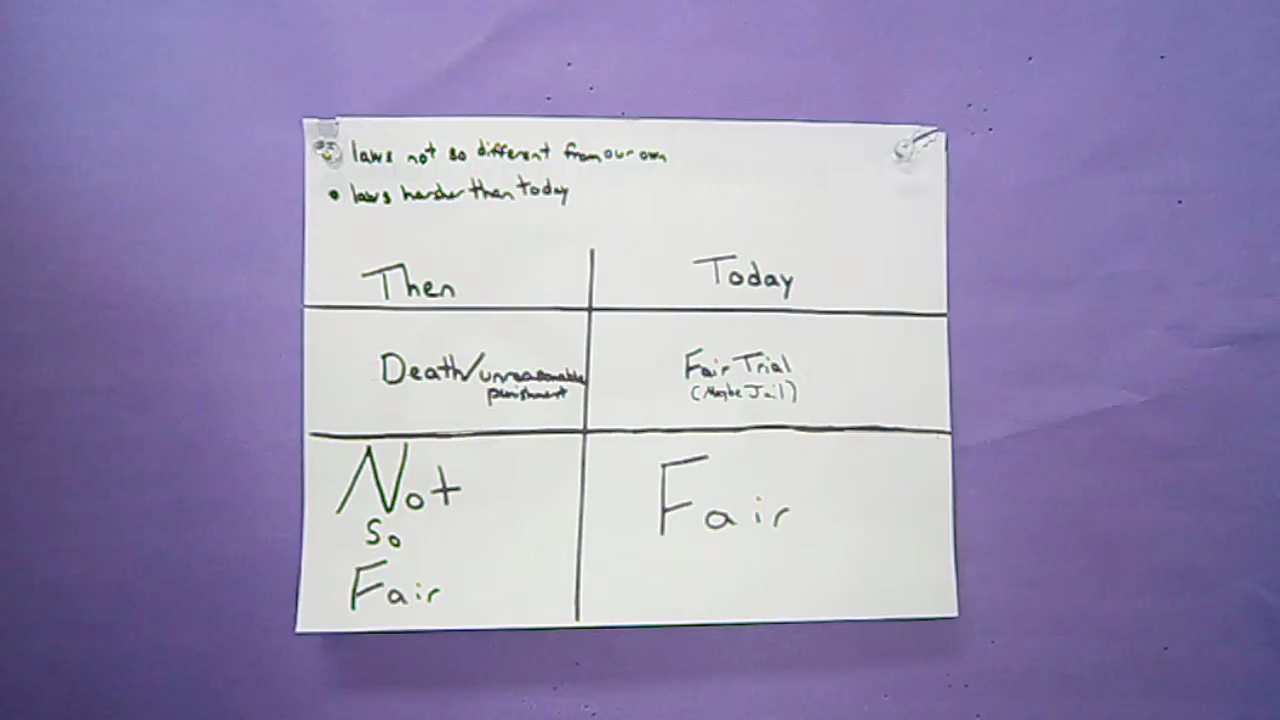 laws not so different from our own
• laws harsher than today
Then
Today
Death/unreasonable
punishment
Fair Trial
(Maybe Jail)
Not
So
Fair
Fair